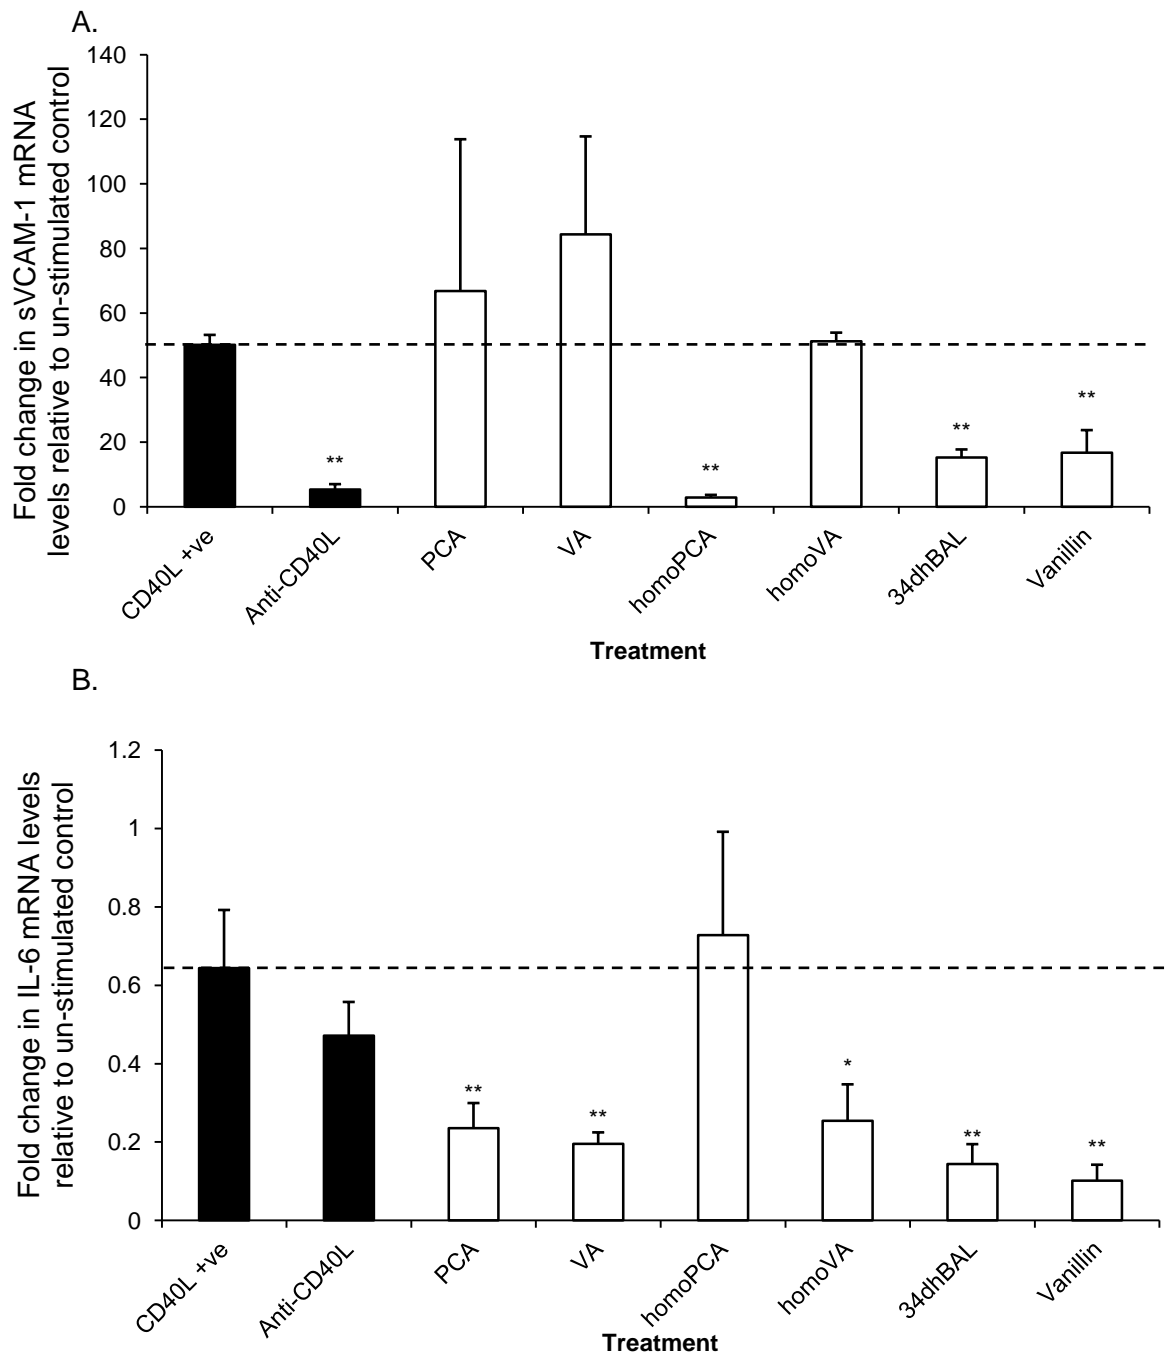 A.
Fold change in sVCAM-1 mRNA
levels relative to un-stimulated control
140
120
100
80
60
40
20
0
**
**
**
**
CD40L +ve
Anti-CD40L
PCA
VA
homoPCA
homoVA
34dhBAL
Vanillin
Treatment
B.
Fold change in IL-6 mRNA levels
relative to un-stimulated control
1.2
1
0.8
0.6
0.4
0.2
0
**
**
*
**
**
CD40L +ve
Anti-CD40L
PCA
VA
homoPCA
homoVA
34dhBAL
Vanillin
Treatment